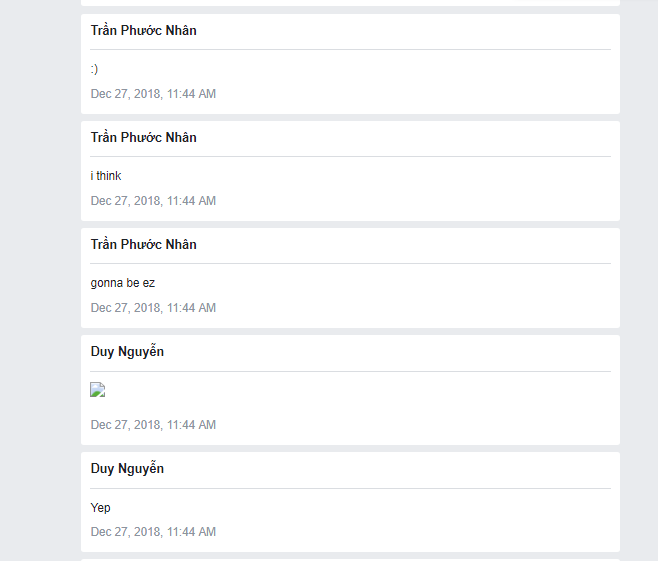 Trần Phước Nhân
:)
Dec 27, 2018, 11:44 AM
Trần Phước Nhân
i think
Dec 27, 2018, 11:44 AM
Trần Phước Nhân
gonna be ez
Dec 27, 2018, 11:44 AM
Duy Nguyễn
Dec 27, 2018, 11:44 AM
Duy Nguyễn
Yep
Dec 27, 2018, 11:44 AM